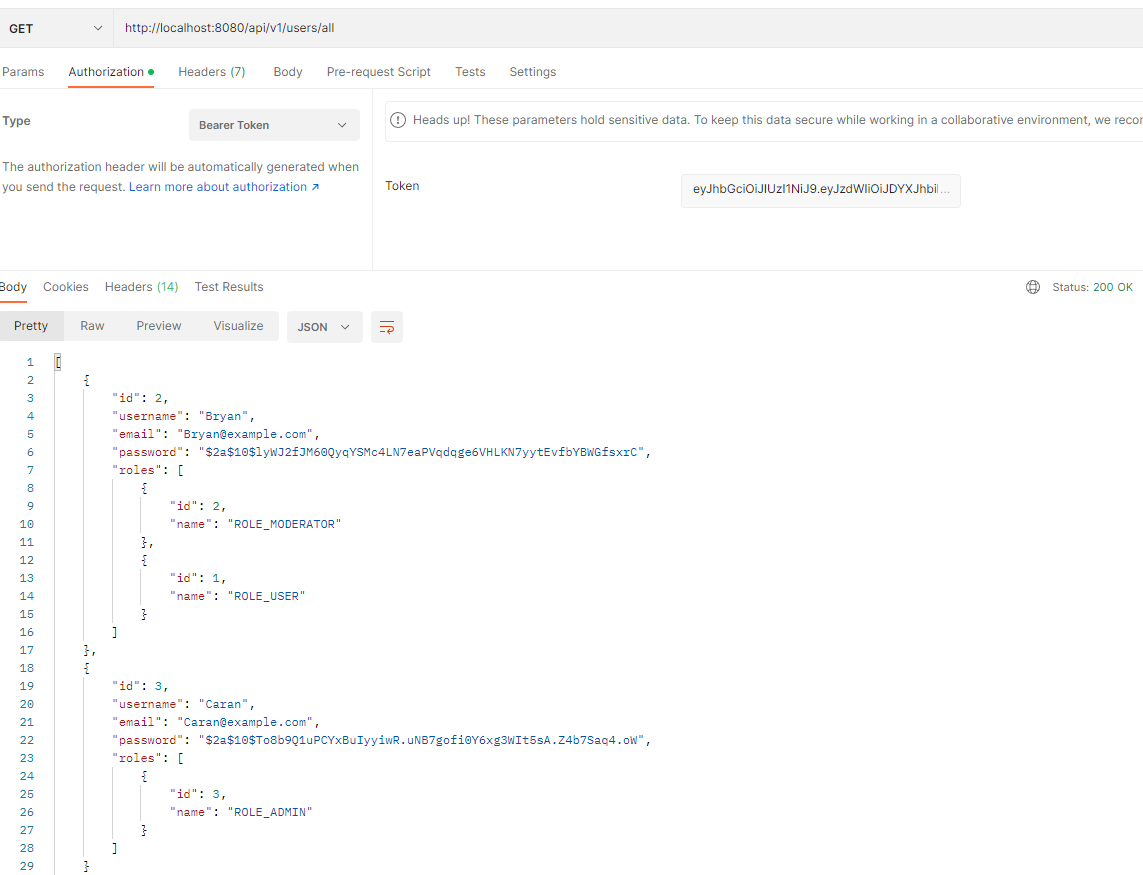 GET http://localhost:8080/api/v1/users/all
Params Authorization Headers (7) Body Pre-request Script Tests Settings
Type Bearer Token
Heads up! These parameters hold sensitive data. To keep this data secure while working in a collaborative environment, we recor
The authorization header will be automatically generated when
you send the request. Learn more about authorization ↗
Token eyJhbGciOiJIUzI1NiJ9.eyJzdWIiOiJDYXJhbil...
Body Cookies Headers (14) Test Results Status: 200 OK
Pretty Raw Preview Visualize JSON
1 [
2 {
3 "id": 2,
4 "username": "Bryan",
5 "email": "Bryan@example.com",
6 "password": "$2a$10$lyWJ2fJM60QyqYSMc4LN7eaPVqdqge6VHLKN7yytEvfbYBWGfsxrC",
7 "roles": [
8 {
9 "id": 2,
10 "name": "ROLE_MODERATOR"
11 },
12 {
13 "id": 1,
14 "name": "ROLE_USER"
15 }
16 ]
17 },
18 {
19 "id": 3,
20 "username": "Caran",
21 "email": "Caran@example.com",
22 "password": "$2a$10$To8b9Q1uPCYxBuIyyiwR.uNB7gofi0Y6xg3WIt5sA.Z4b7Saq4.oW",
23 "roles": [
24 {
25 "id": 3,
26 "name": "ROLE_ADMIN"
27 }
28 ]
29 }